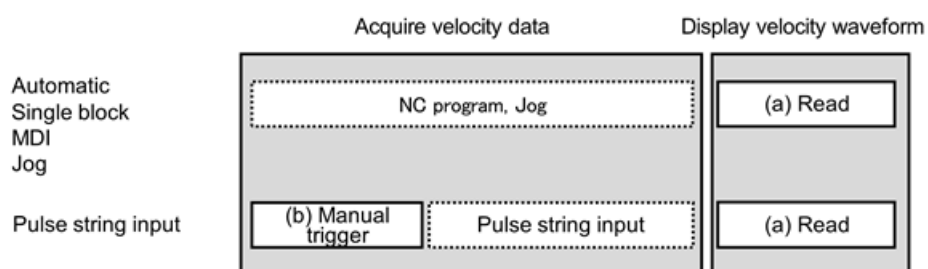 Acquire velocity data
Display velocity waveform
Automatic
Single block
MDI
Jog
NC program, Jog
(a) Read
Pulse string input
(b) Manual
trigger
Pulse string input
(a) Read